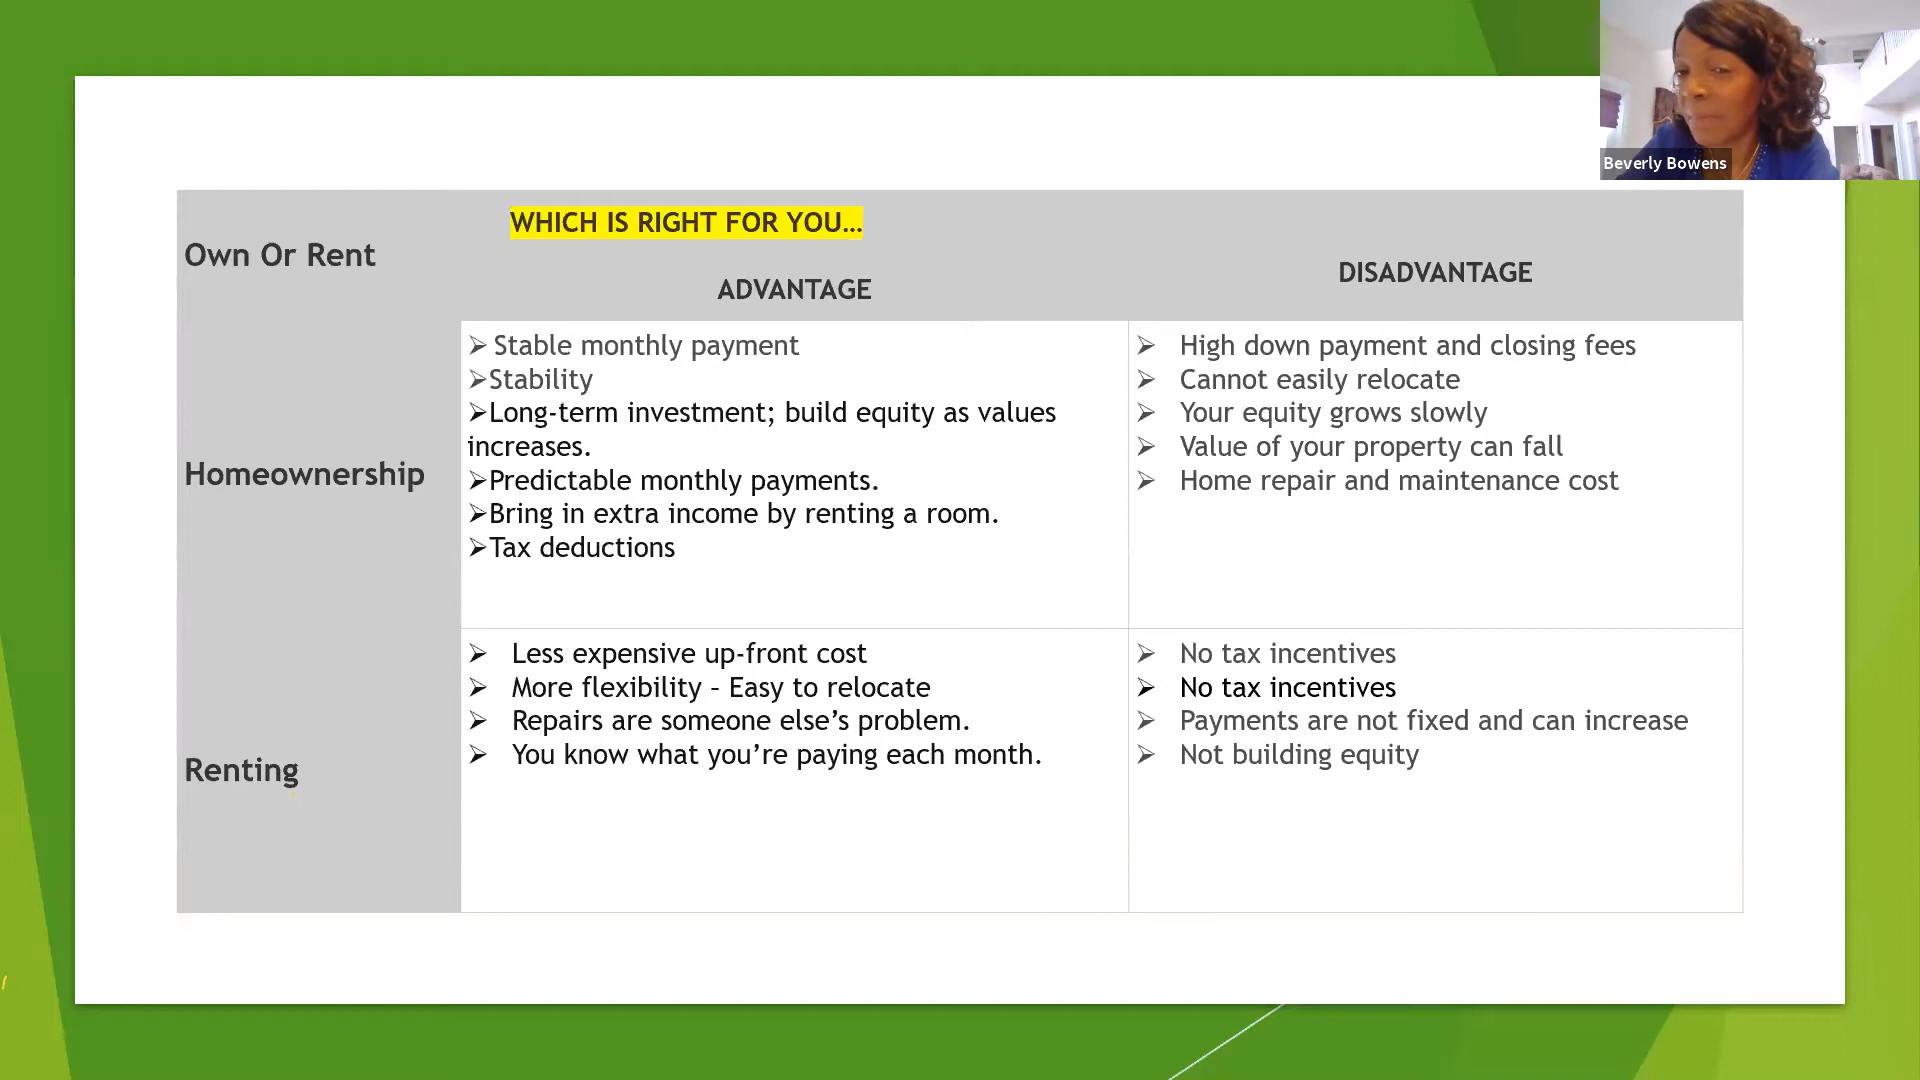 Beverly Bowens
WHICH IS RIGHT FOR YOU…
Own Or Rent
ADVANTAGE
DISADVANTAGE
Homeownership
➢ Stable monthly payment
➢Stability
➢Long-term investment; build equity as values
increases.
➢Predictable monthly payments.
➢Bring in extra income by renting a room.
➢Tax deductions
➢ High down payment and closing fees
➢ Cannot easily relocate
➢ Your equity grows slowly
➢ Value of your property can fall
➢ Home repair and maintenance cost
Renting
➢ Less expensive up-front cost
➢ More flexibility – Easy to relocate
➢ Repairs are someone else’s problem.
➢ You know what you’re paying each month.
➢ No tax incentives
➢ No tax incentives
➢ Payments are not fixed and can increase
➢ Not building equity